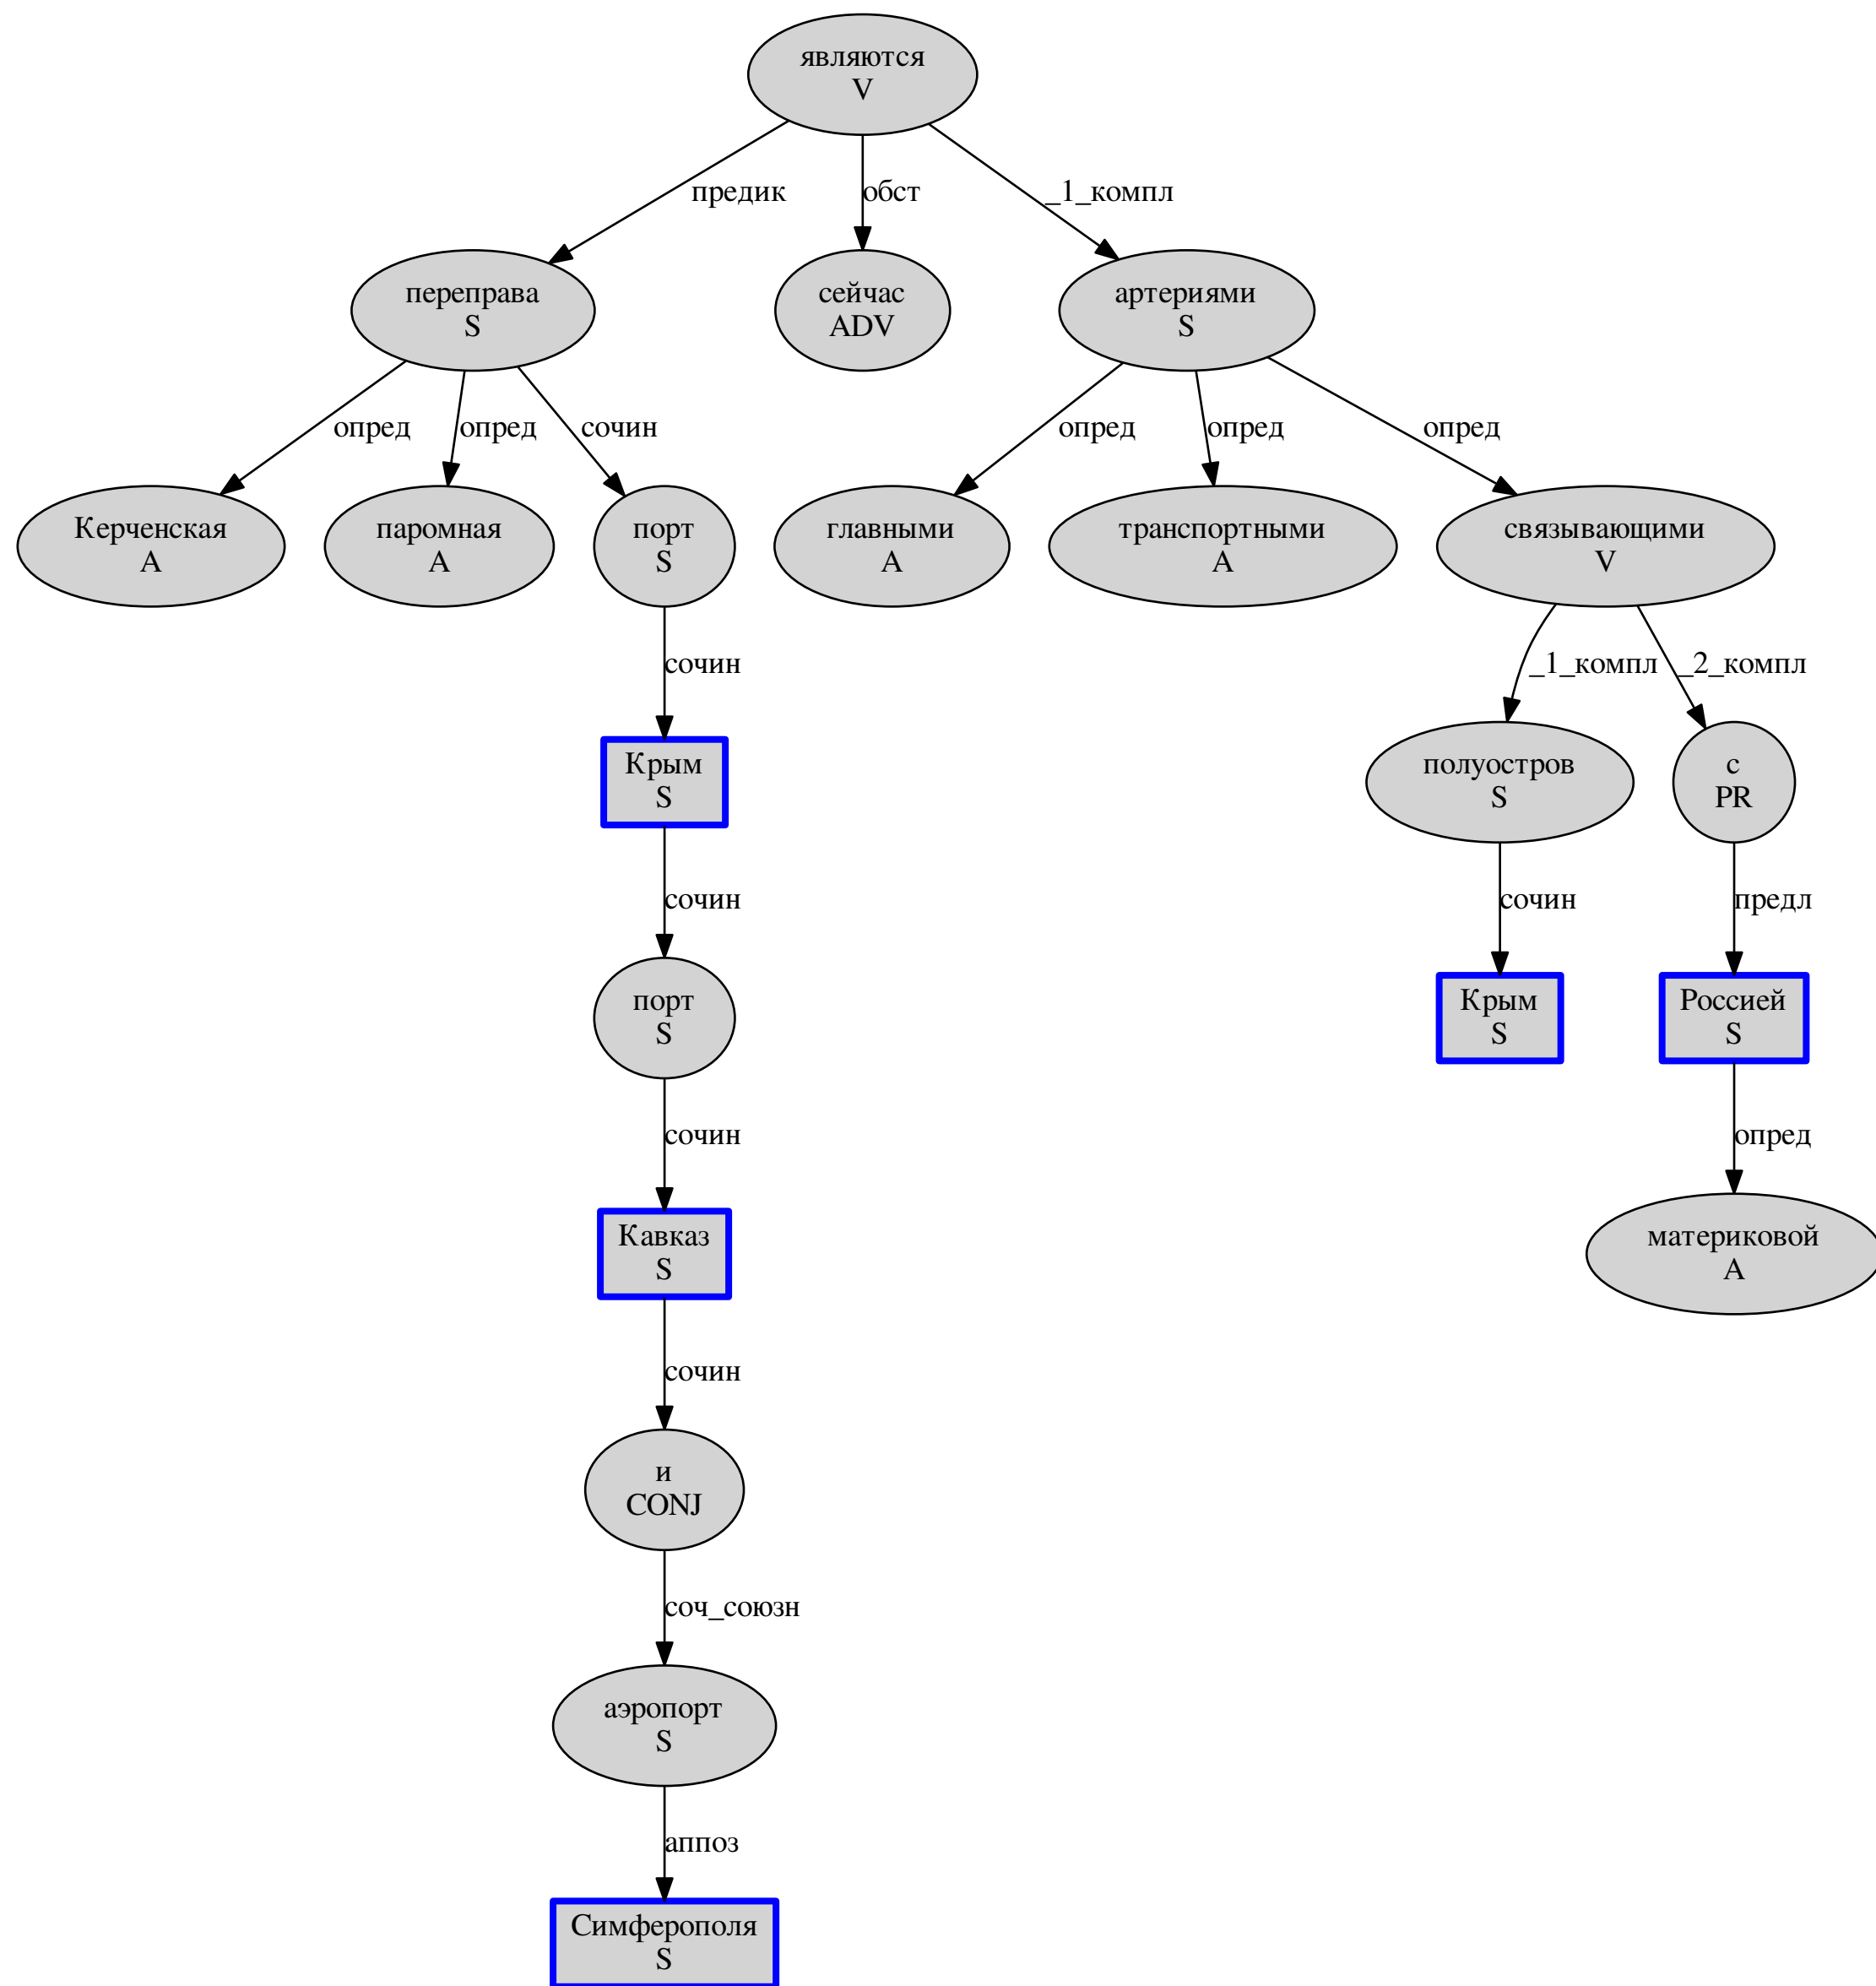 являются
V
предик
обст
_1_компл
переправа
S
сейчас
ADV
артериями
S
опред
опред
сочин
опред
опред
опред
Керченская
A
паромная
A
порт
S
главными
A
транспортными
A
связывающими
V
сочин
_1_компл
_2_компл
Крым
S
полуостров
S
с
PR
сочин
сочин
предл
порт
S
Крым
S
Россией
S
сочин
опред
Кавказ
S
материковой
A
сочин
и
CONJ
соч_союзн
аэропорт
S
аппоз
Симферополя
S